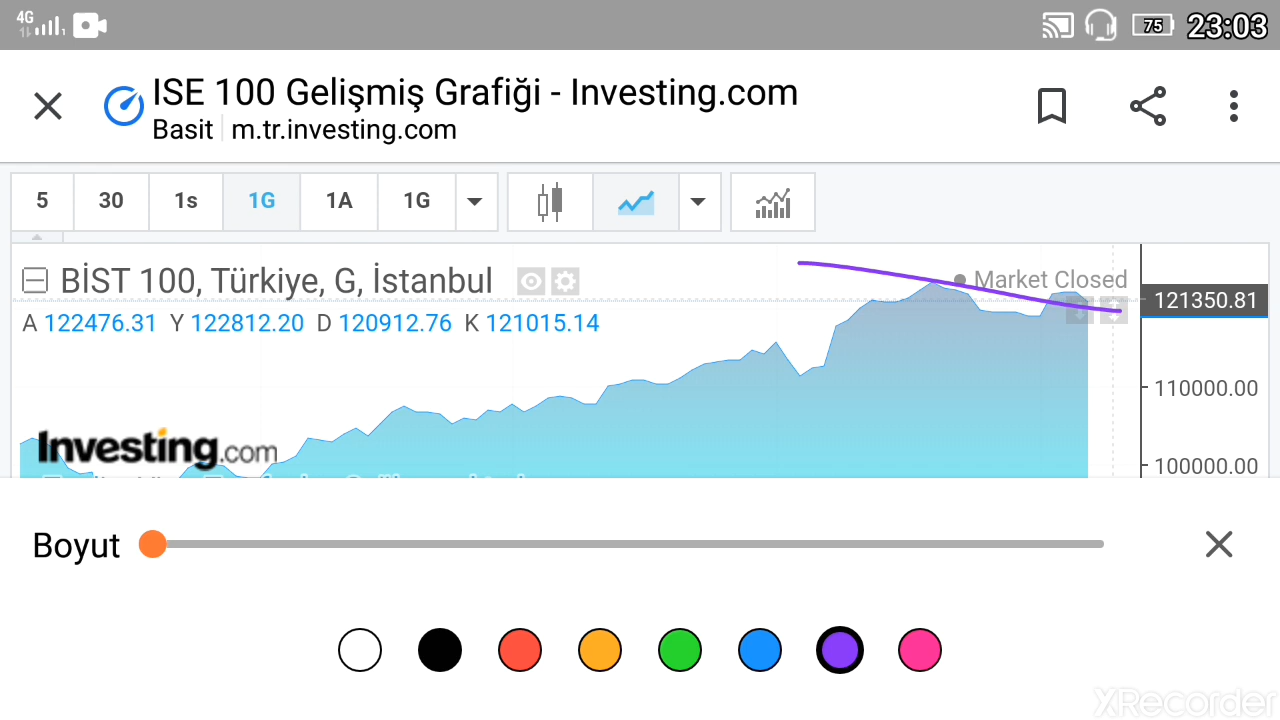 4G 75 23:03
ISE 100 Gelişmiş Grafiği - Investing.com
Basit m.tr.investing.com
5 30 1s 1G 1A 1G
BİST 100, Türkiye, G, İstanbul
Market Closed
121350.81
A 122476.31 Y 122812.20 D 120912.76 K 121015.14
110000.00
Investing.com
100000.00
Boyut
XRecorder